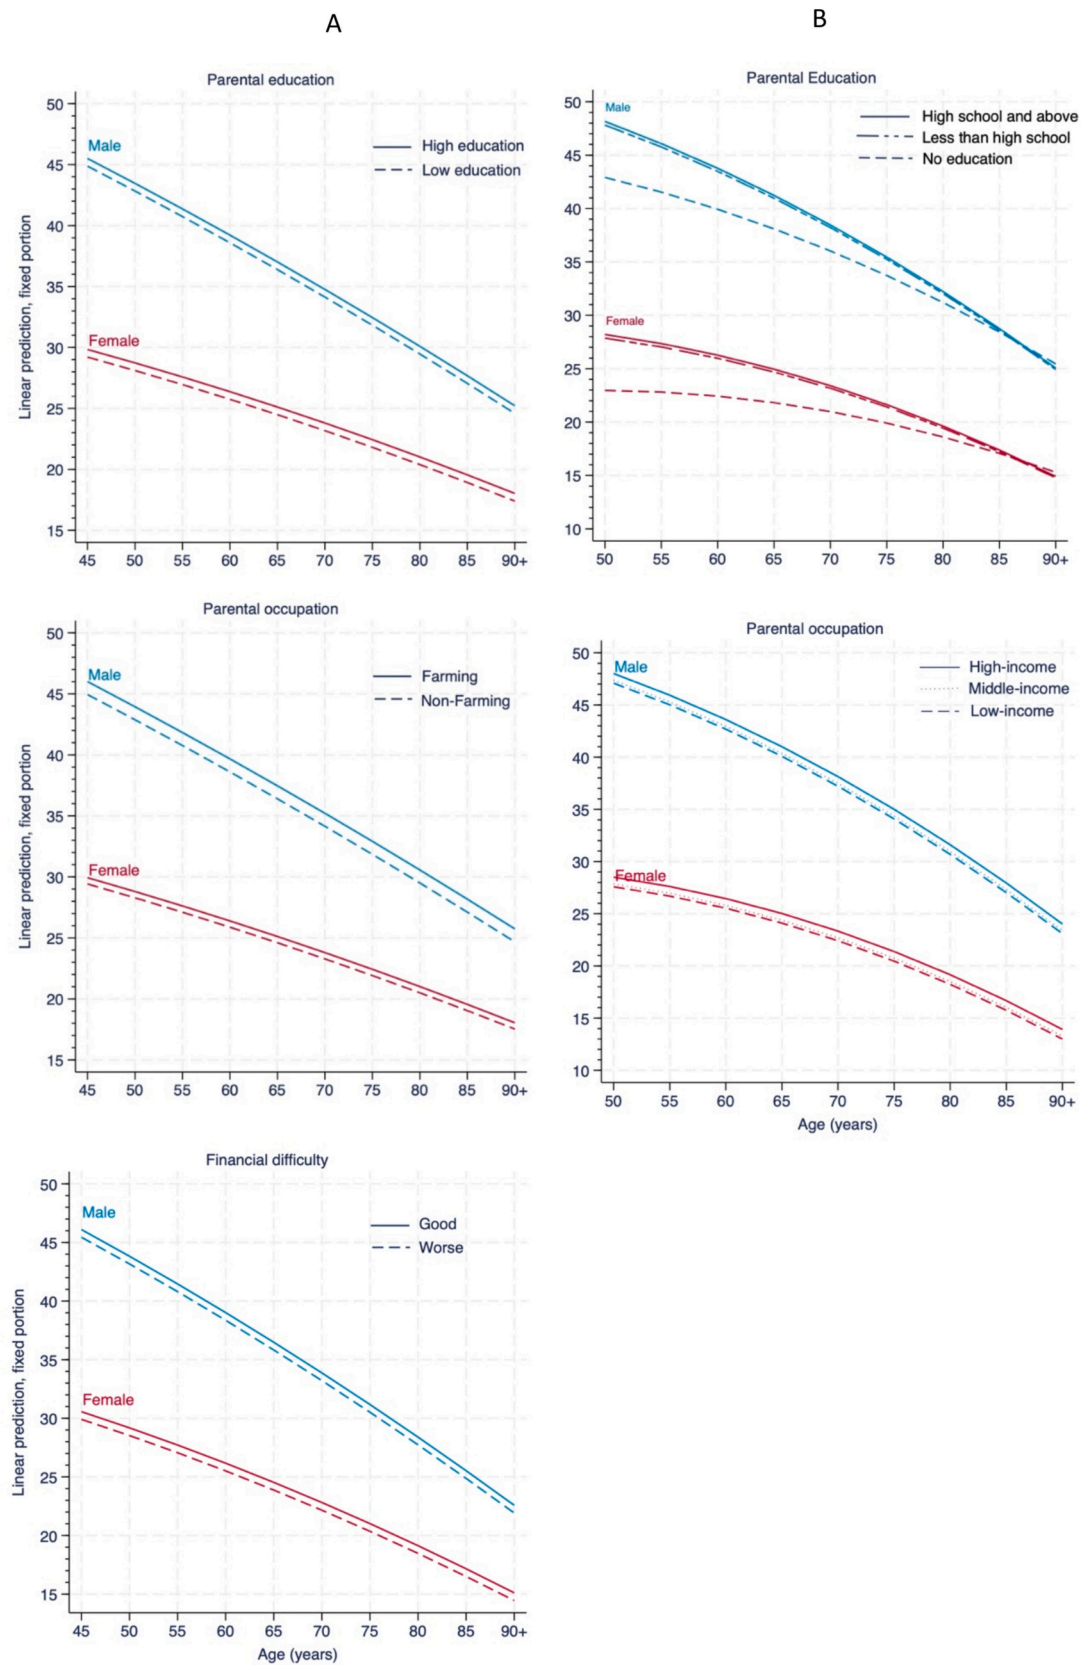 A
B
Parental education
50
45
40
35
30
25
20
15
Linear prediction, fixed portion
Male
Female
High education
Low education
45 50 55 60 65 70 75 80 85 90+
Parental Education
50
45
40
35
30
25
20
15
10
Male
Female
High school and above
Less than high school
No education
50 55 60 65 70 75 80 85 90+
Parental occupation
50
45
40
35
30
25
20
15
Linear prediction, fixed portion
Male
Female
Farming
Non-Farming
45 50 55 60 65 70 75 80 85 90+
Parental occupation
50
45
40
35
30
25
20
15
10
Male
Female
High-income
Middle-income
Low-income
50 55 60 65 70 75 80 85 90+
Age (years)
Financial difficulty
50
45
40
35
30
25
20
15
Linear prediction, fixed portion
Male
Female
Good
Worse
45 50 55 60 65 70 75 80 85 90+
Age (years)